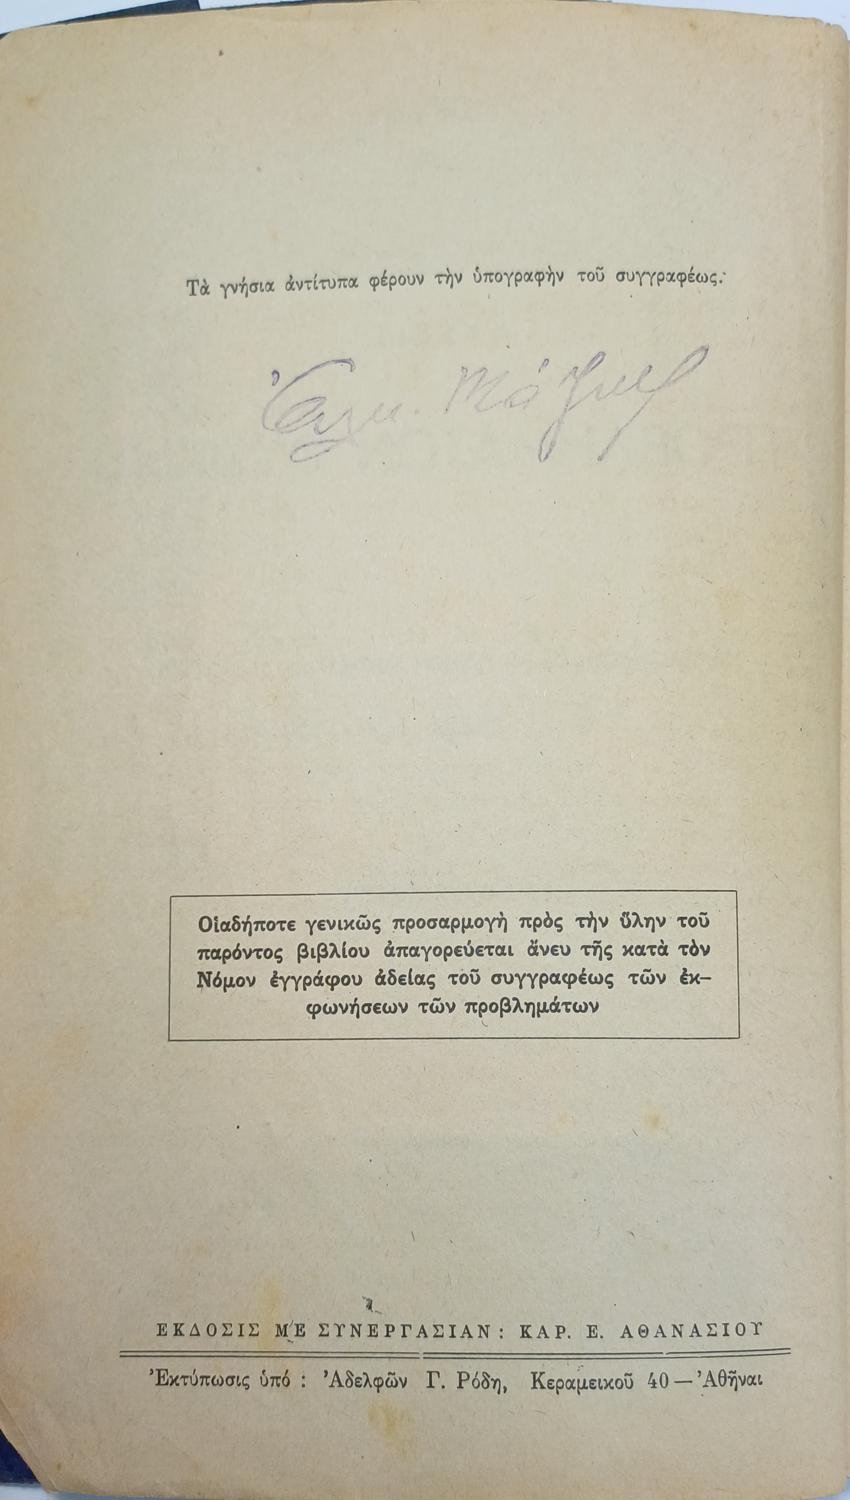 Τὰ γνήσια ἀντίτυπα φέρουν τὴν ὑπογραφὴν τοῦ συγγραφέως.
Οἱαδήποτε γενικῶς προσαρμογὴ πρὸς τὴν ὕλην τοῦ
παρόντος βιβλίου ἀπαγορεύεται ἄνευ τῆς κατὰ τὸν
Νόμον ἐγγράφου ἀδείας τοῦ συγγραφέως τῶν ἐκ–
φωνήσεων τῶν προβλημάτων
ΕΚΔΟΣΙΣ ΜΕ ΣΥΝΕΡΓΑΣΙΑΝ : ΚΑΡ. Ε. ΑΘΑΝΑΣΙΟΥ
Ἐκτύπωσις ὑπό : Ἀδελφῶν Γ. Ρόδη, Κεραμεικοῦ 40 — Ἀθῆναι